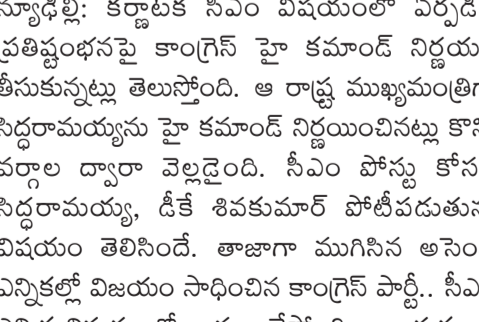 న్యూఢిల్లీ: కర్ణాటక సీఎం విషయంలో ఏర్పడి
ప్రతిష్టంభనపై కాంగ్రెస్ హై కమాండ్ నిర్ణయ
తీసుకున్నట్లు తెలుస్తోంది. ఆ రాష్ట్ర ముఖ్యమంత్రిగ
సిద్ధరామయ్యను హై కమాండ్ నిర్ణయించినట్లు కొన
వర్గాల ద్వారా వెల్లడైంది. సీఎం పోస్టు కోస
సిద్ధరామయ్య, డీకే శివకుమార్ పోటీపడుతున
విషయం తెలిసిందే. తాజాగా ముగిసిన అసెం
ఎన్నికల్లో విజయం సాధించిన కాంగ్రెస్ పార్టీ.. సీఎ